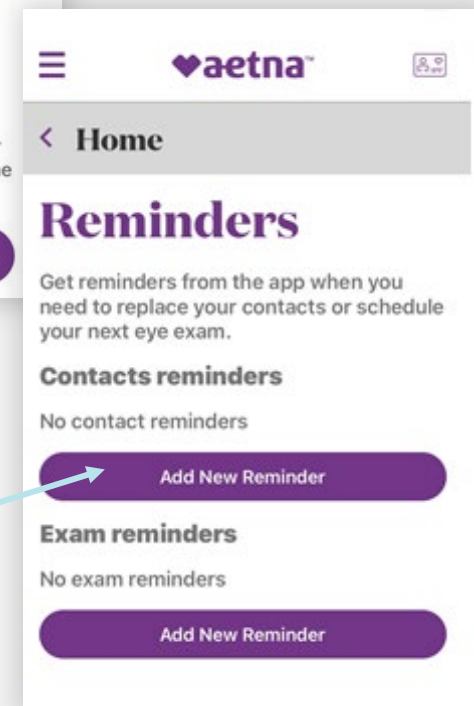 aetna™
< Home
Reminders
Get reminders from the app when you
need to replace your contacts or schedule
your next eye exam.
Contacts reminders
No contact reminders
Add New Reminder
Exam reminders
No exam reminders
Add New Reminder